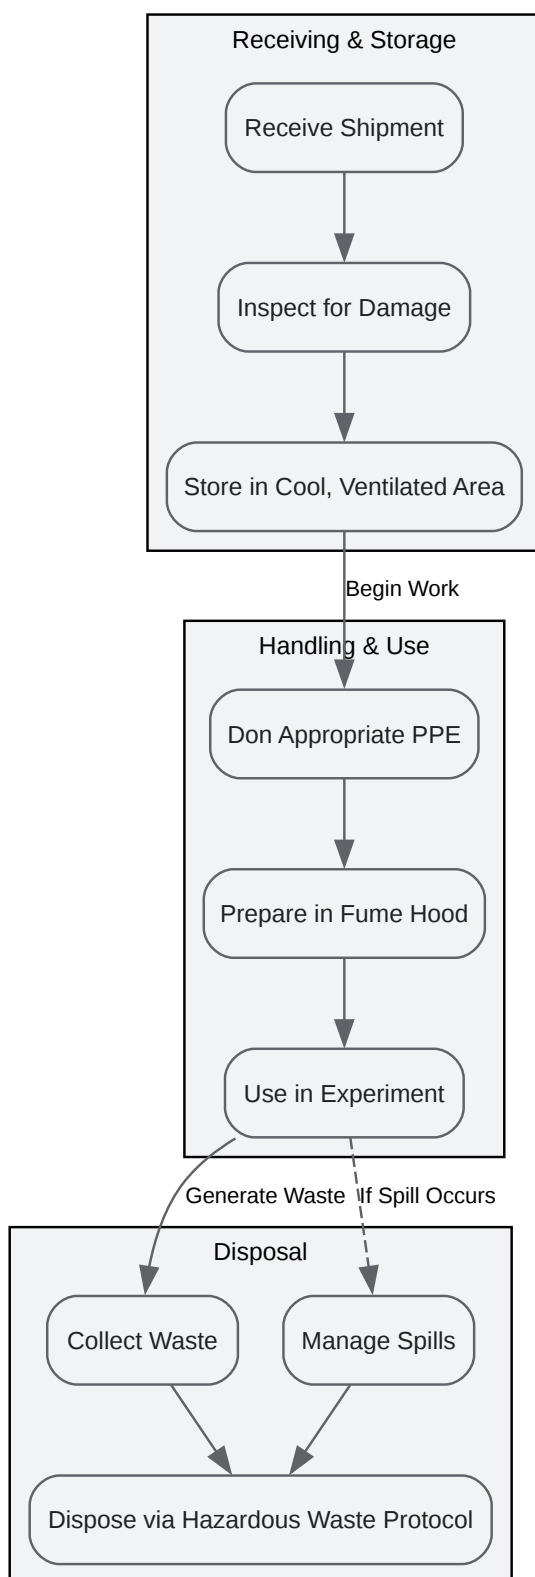 Receiving & Storage
Receive Shipment
Inspect for Damage
Store in Cool, Ventilated Area
Begin Work
Handling & Use
Don Appropriate PPE
Prepare in Fume Hood
Use in Experiment
Generate Waste
If Spill Occurs
Disposal
Collect Waste
Manage Spills
Dispose via Hazardous Waste Protocol